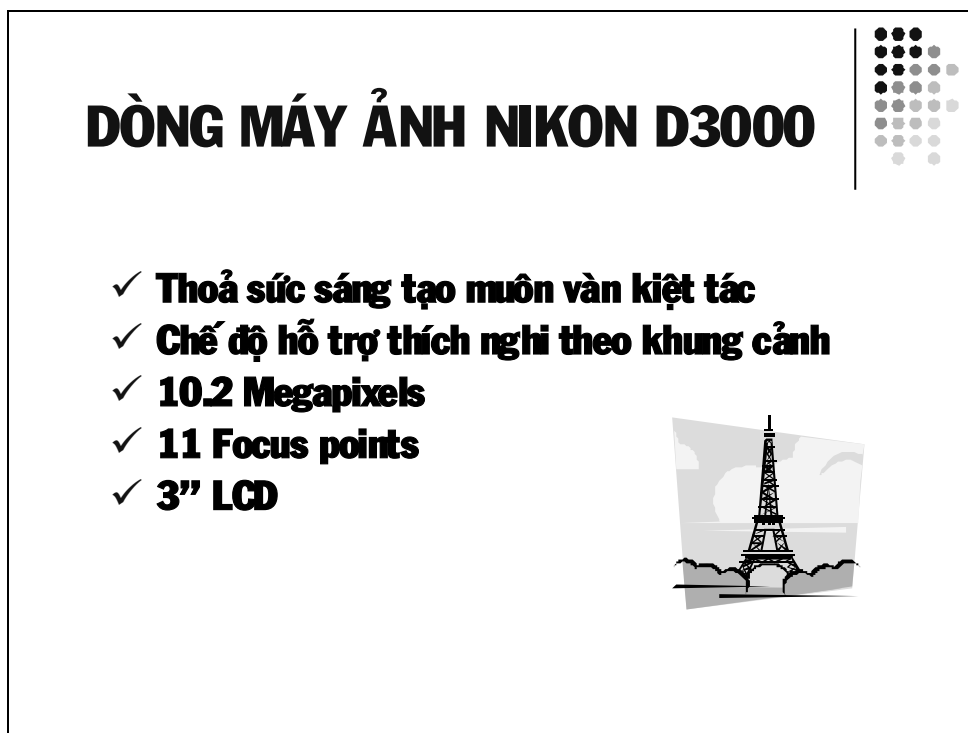 DÒNG MÁY ẢNH NIKON D3000
✓ Thoả sức sáng tạo muôn vàn kiệt tác
✓ Chế độ hỗ trợ thích nghi theo khung cảnh
✓ 10.2 Megapixels
✓ 11 Focus points
✓ 3” LCD